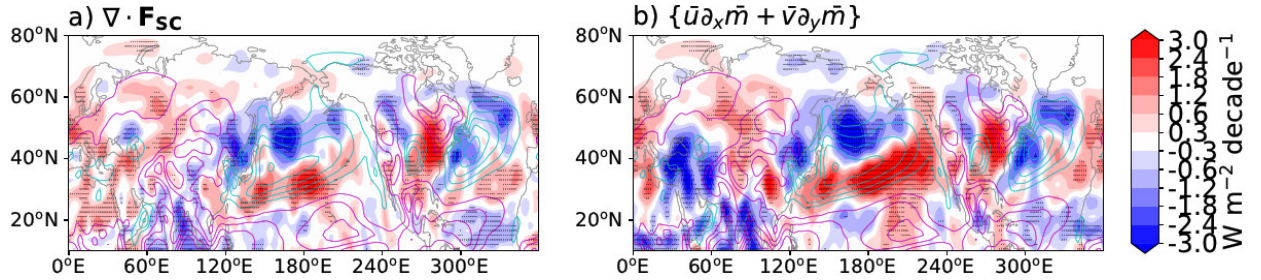 a) ∇ · F_SC
b) {ū∂_x m̄ + v̄∂_y m̄}
80°N
60°N
40°N
20°N
0°E 60°E 120°E 180°E 240°E 300°E
80°N
60°N
40°N
20°N
0°E 60°E 120°E 180°E 240°E 300°E
3.0
2.4
1.8
1.2
0.6
0.3
-0.3
-0.6
-1.2
-1.8
-2.4
-3.0
W m⁻² decade⁻¹